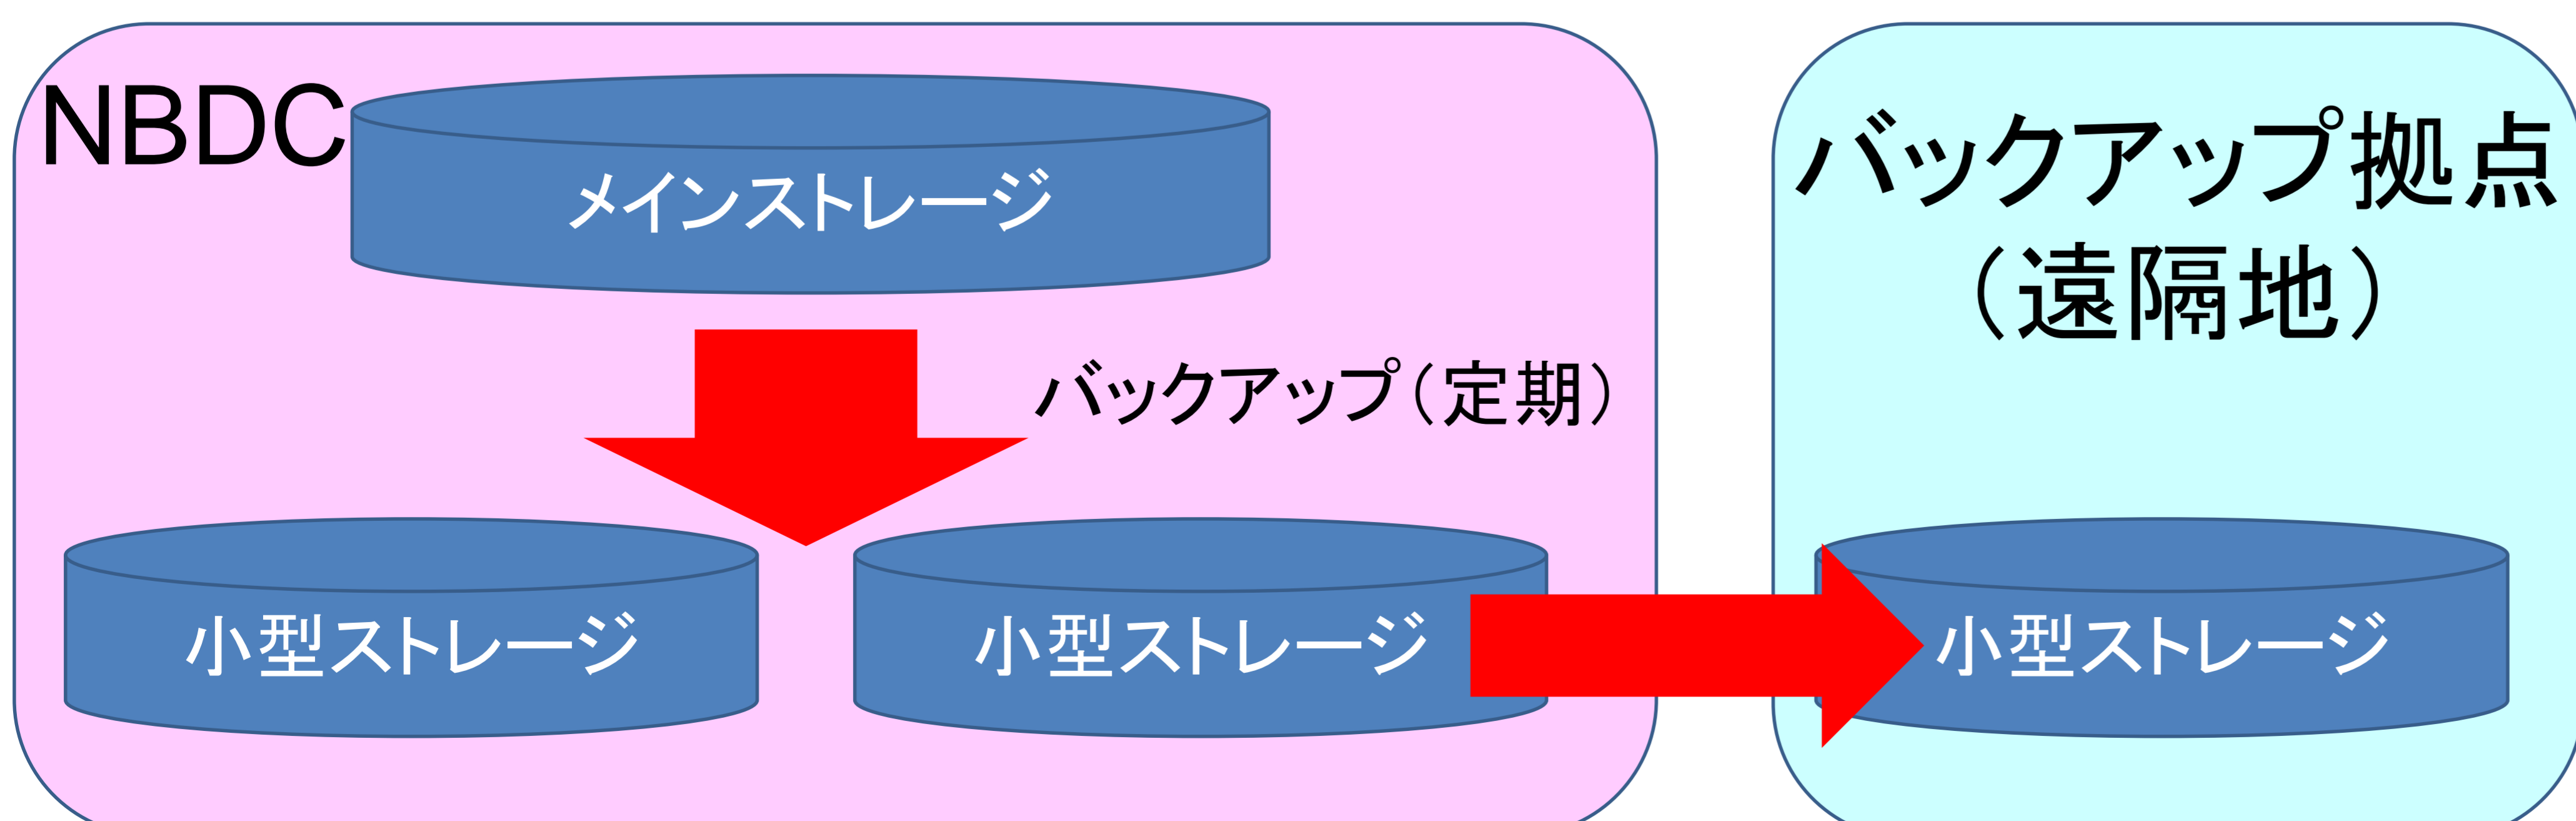 NBDC
メインストレージ
バックアップ（定期）
小型ストレージ
小型ストレージ
バックアップ拠点
（遠隔地）
小型ストレージ